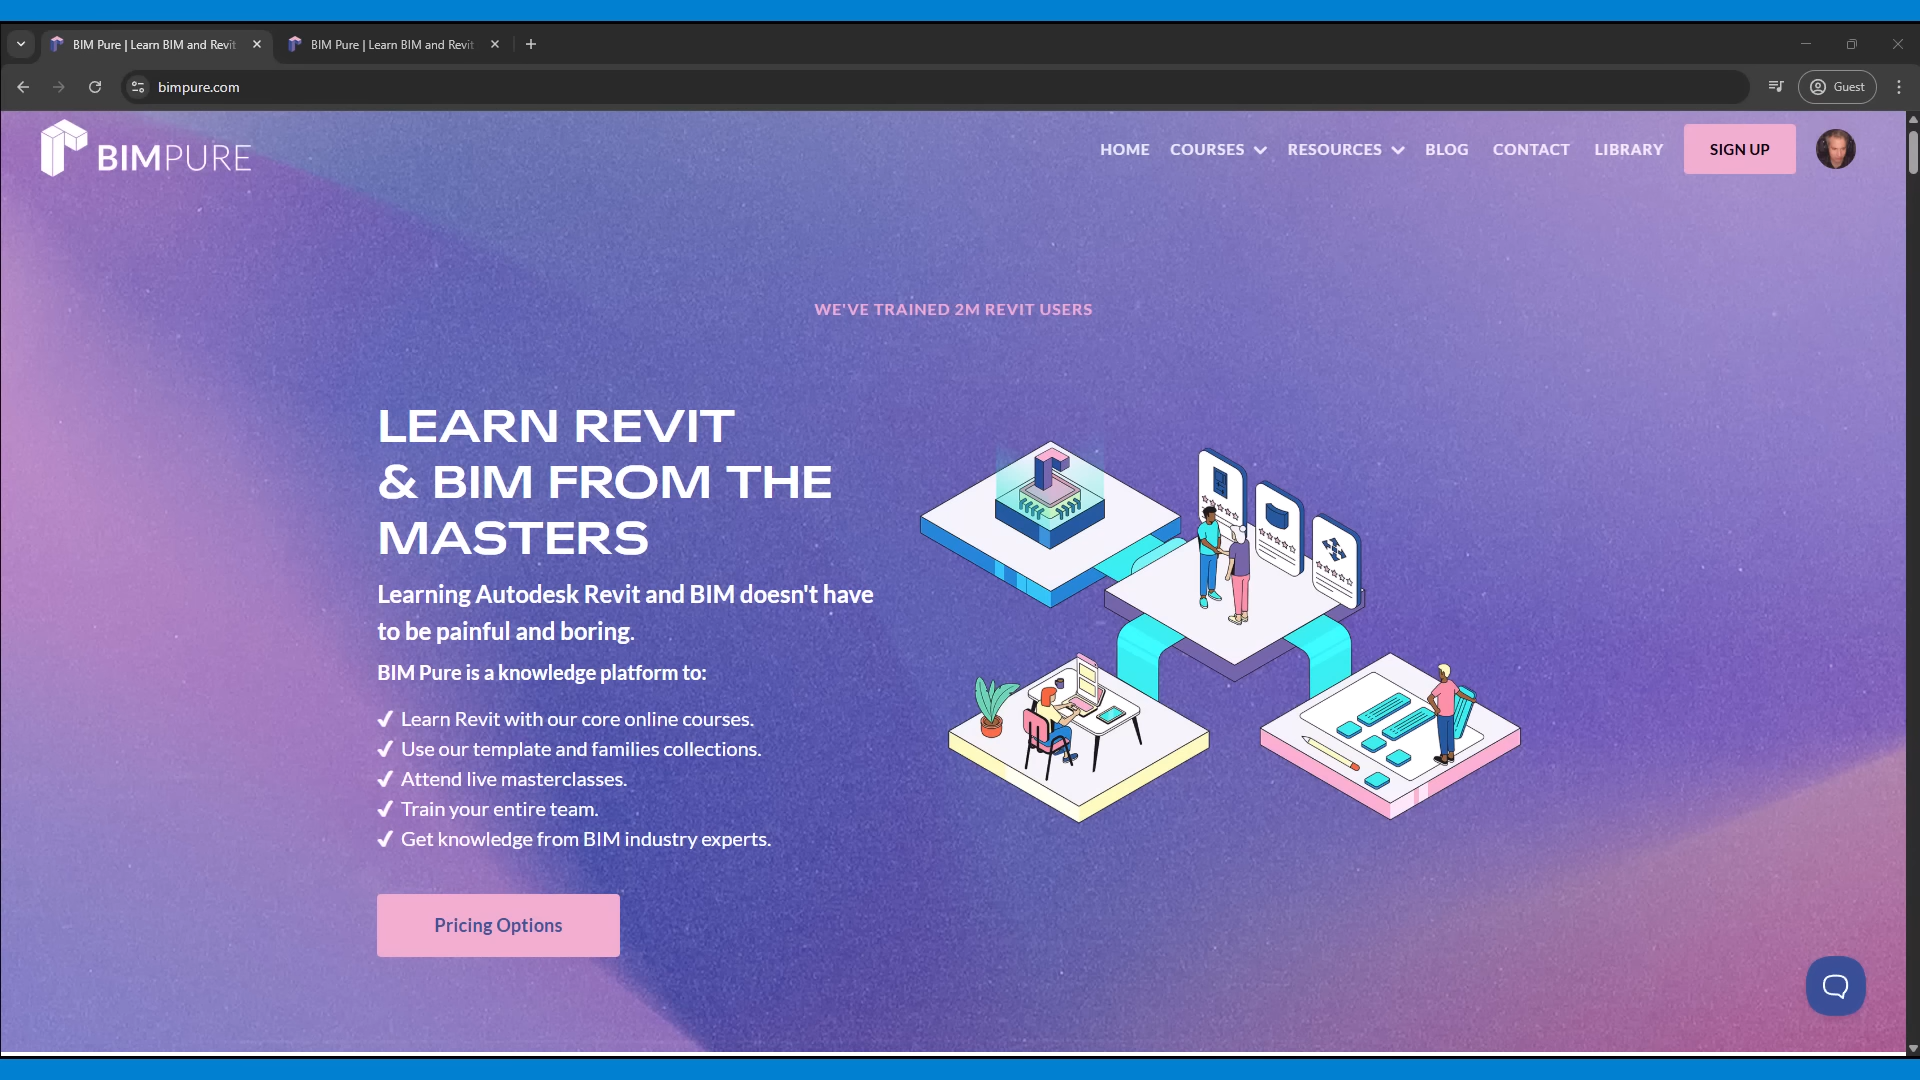 BIM Pure | Learn BIM and Revit
BIM Pure | Learn BIM and Revit
bimpure.com
Guest
BIMPURE
HOME
COURSES
RESOURCES
BLOG
CONTACT
LIBRARY
SIGN UP
WE'VE TRAINED 2M REVIT USERS
LEARN REVIT
& BIM FROM THE
MASTERS
Learning Autodesk Revit and BIM doesn't have
to be painful and boring.
BIM Pure is a knowledge platform to:
✔ Learn Revit with our core online courses.
✔ Use our template and families collections.
✔ Attend live masterclasses.
✔ Train your entire team.
✔ Get knowledge from BIM industry experts.
Pricing Options